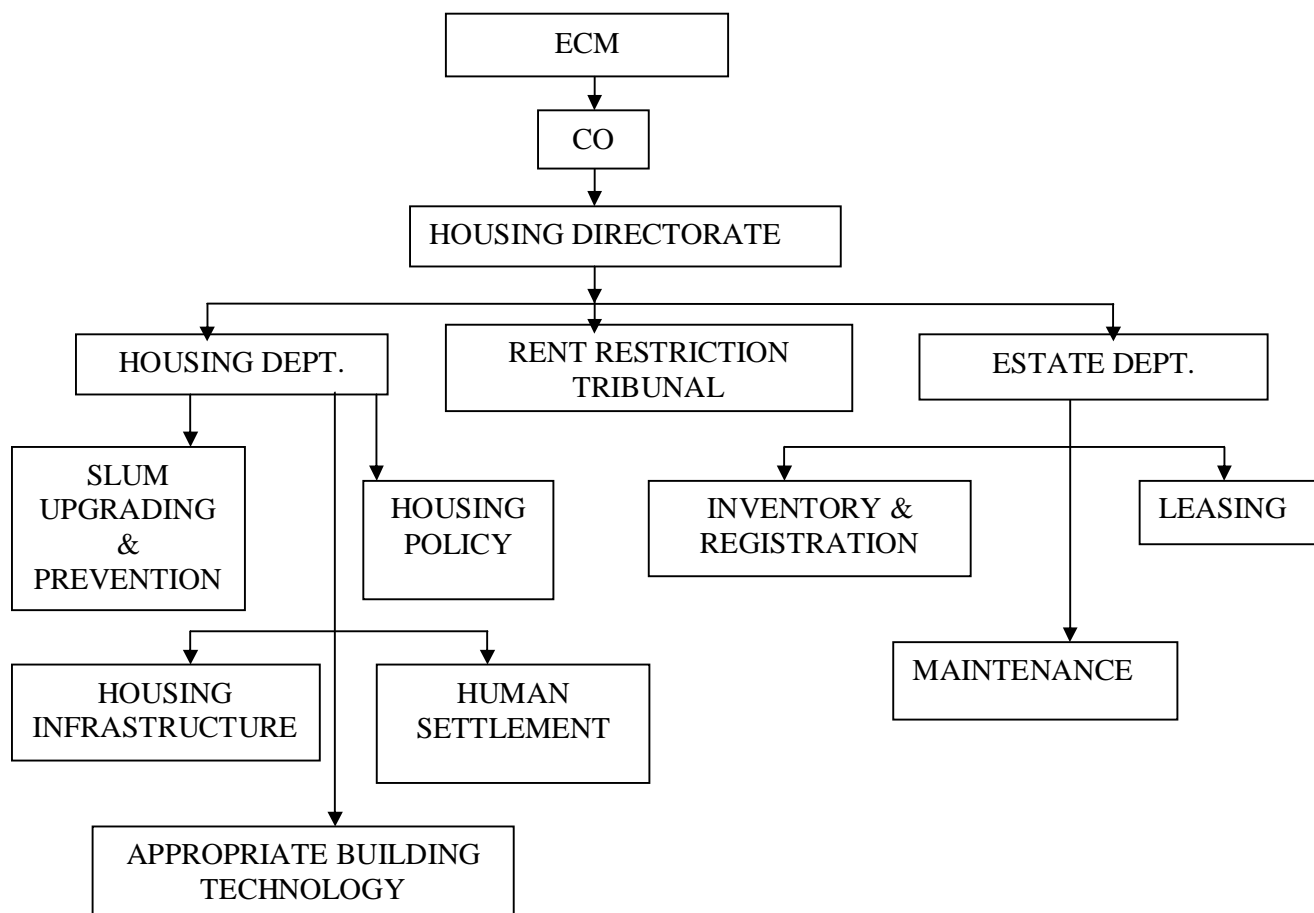 ECM
CO
HOUSING DIRECTORATE
HOUSING DEPT.
RENT RESTRICTION
TRIBUNAL
ESTATE DEPT.
SLUM
UPGRADING
&
PREVENTION
HOUSING
POLICY
INVENTORY &
REGISTRATION
LEASING
HOUSING
INFRASTRUCTURE
HUMAN
SETTLEMENT
MAINTENANCE
APPROPRIATE BUILDING
TECHNOLOGY